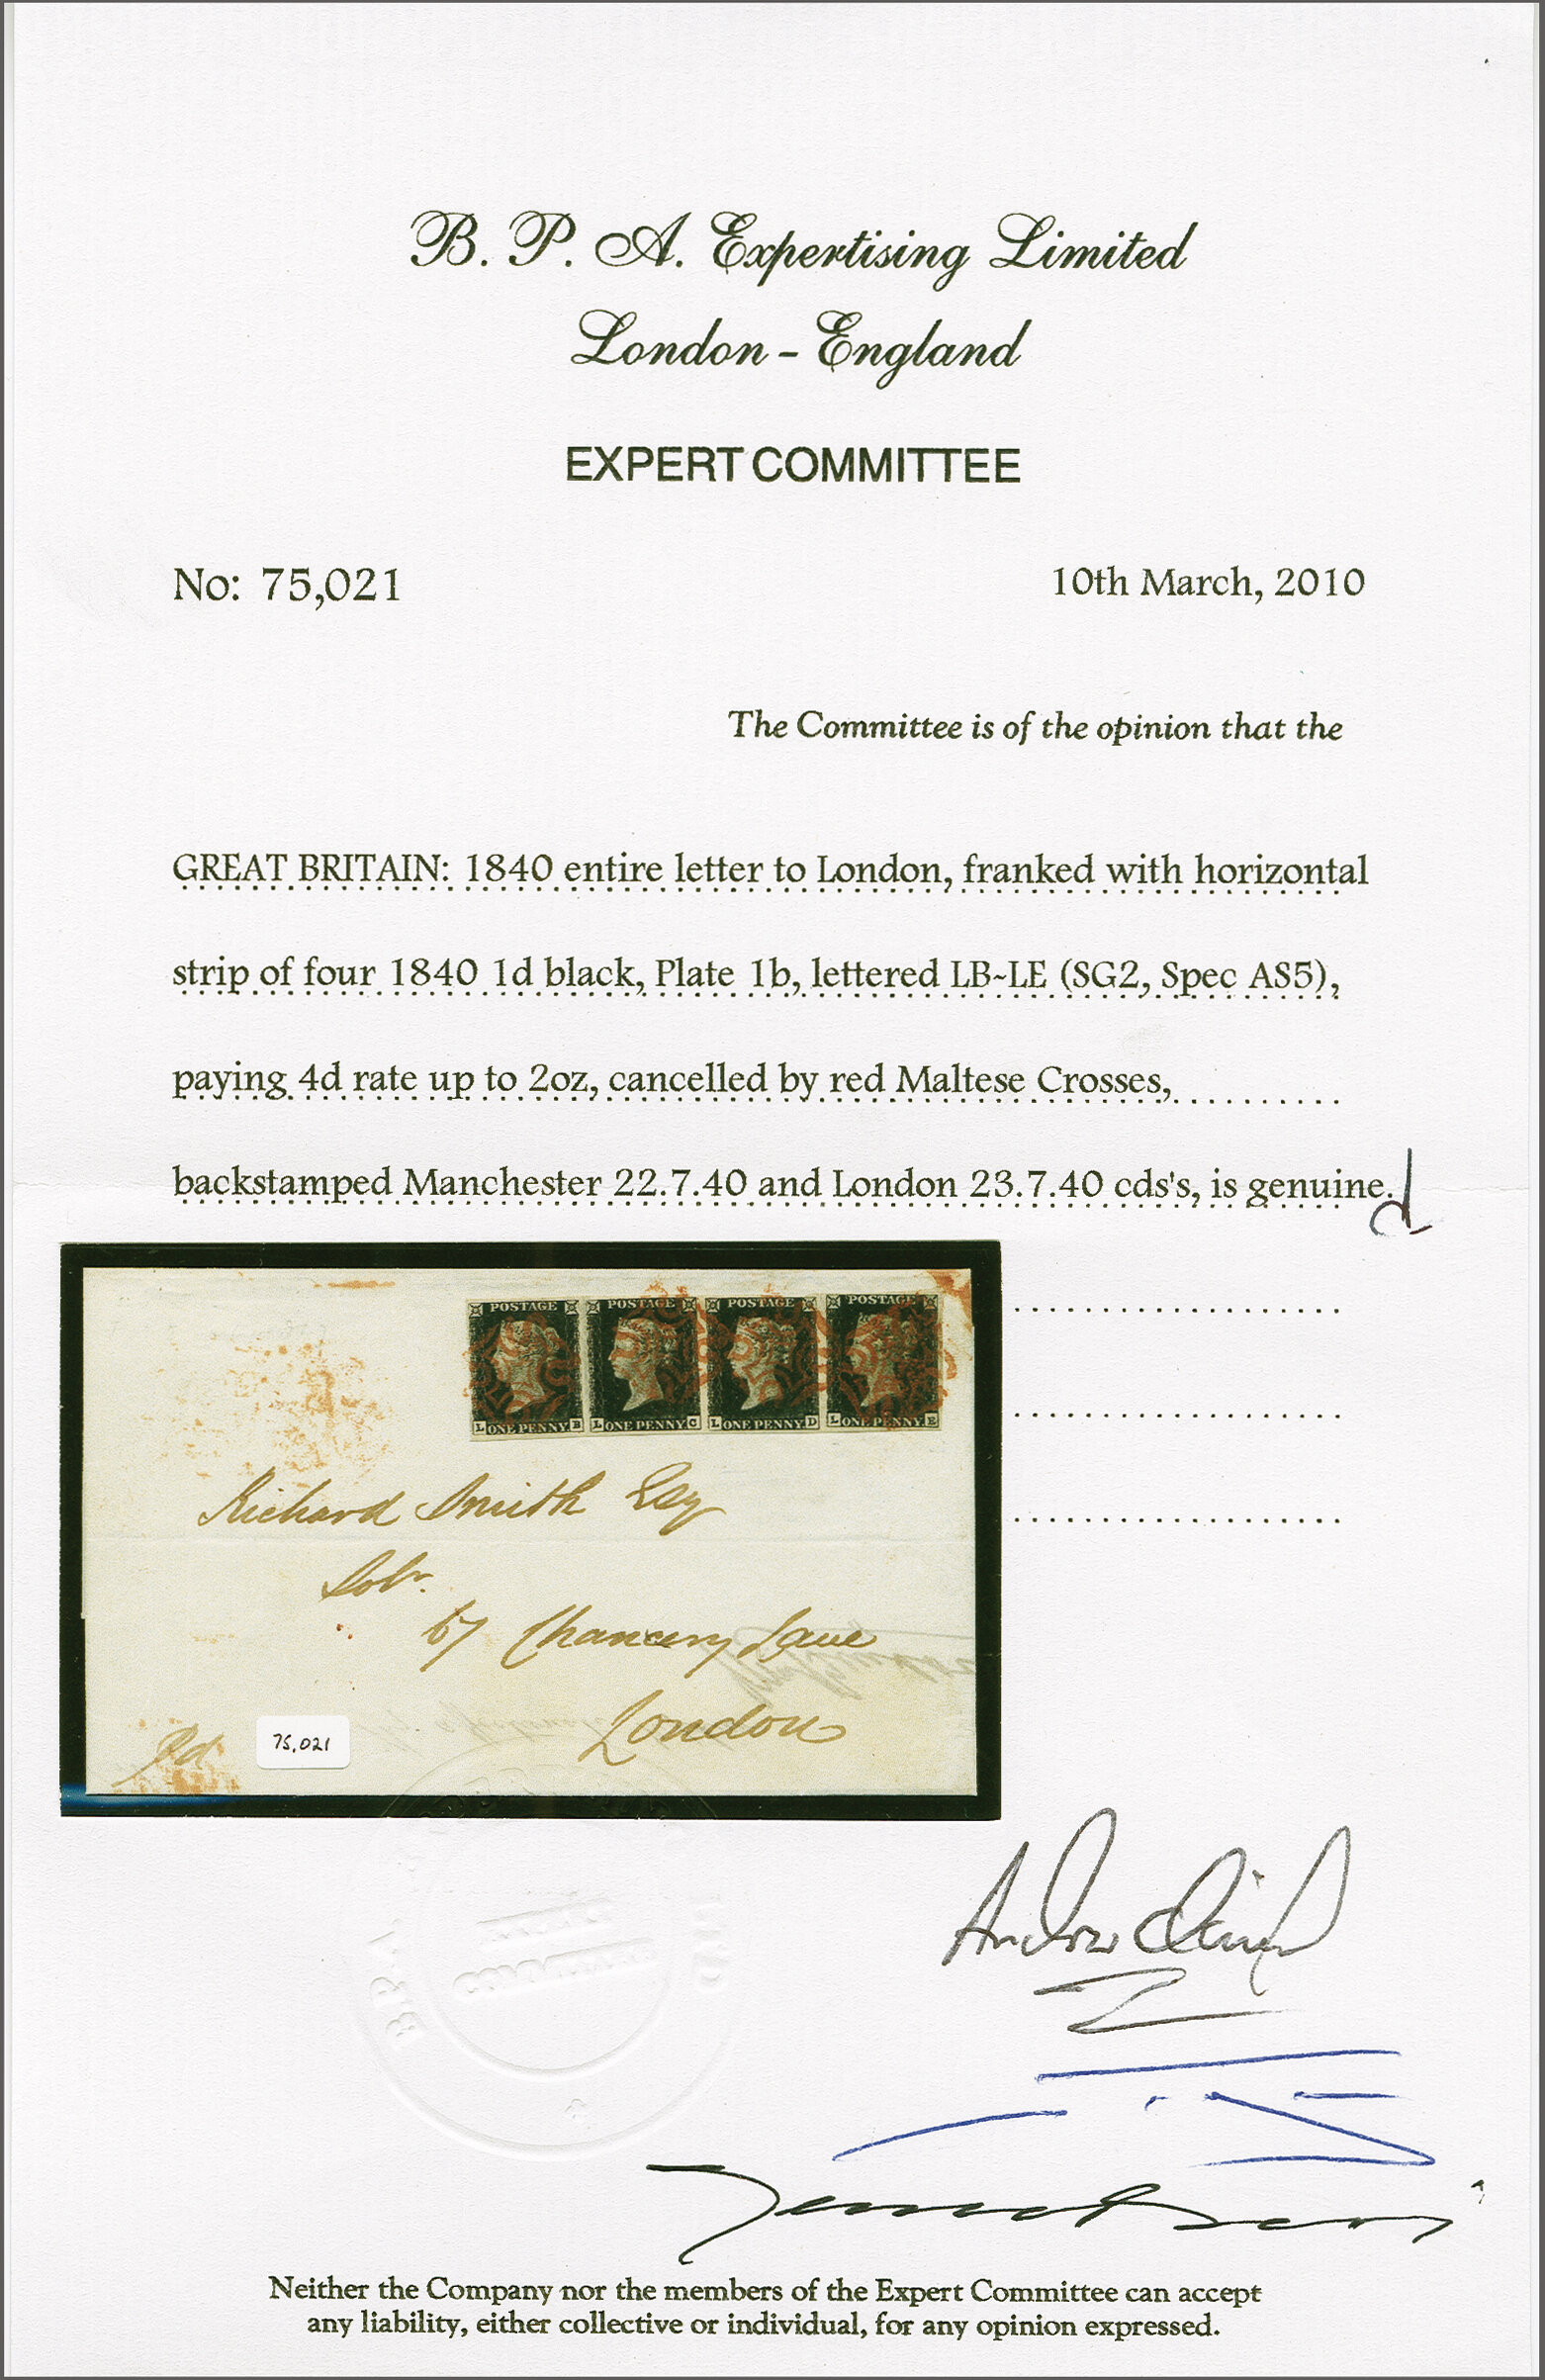 B. P. A. Expertising Limited
London - England
EXPERT COMMITTEE
No: 75,021
10th March, 2010
The Committee is of the opinion that the
GREAT BRITAIN: 1840 entire letter to London, franked with horizontal
strip of four 1840 1d black, Plate 1b, lettered LB-LE (SG2, Spec AS5),
paying 4d rate up to 2oz, cancelled by red Maltese Crosses,
backstamped Manchester 22.7.40 and London 23.7.40 cds's, is genuine.
POSTAGE POSTAGE POSTAGE POSTAGE
L ONE PENNY B L ONE PENNY C L ONE PENNY D L ONE PENNY E
Richard Smith Esq
Solr.
67 Chancery Lane
London
Pd
75,021
Neither the Company nor the members of the Expert Committee can accept
any liability, either collective or individual, for any opinion expressed.